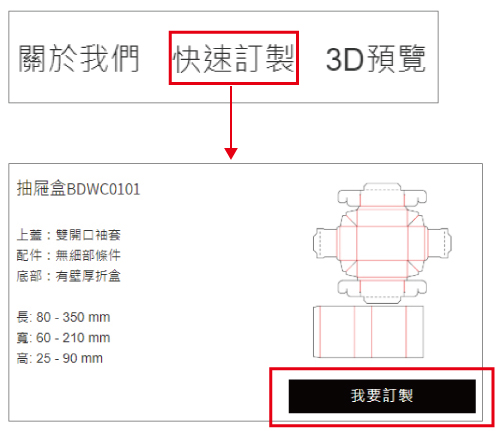 關於我們 快速訂製 3D預覽
抽屜盒BDWC0101
上蓋：雙開口袖套
配件：無細部條件
底部：有壁厚折盒
長: 80 - 350 mm
寬: 60 - 210 mm
高: 25 - 90 mm
我要訂製